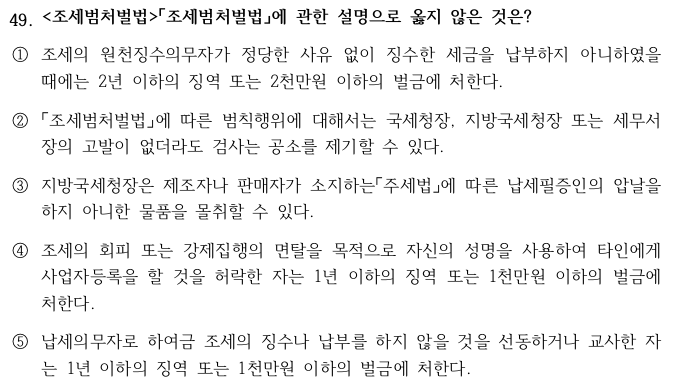 49. <조세범처벌법>「조세범처벌법」에 관한 설명으로 옳지 않은 것은?
① 조세의 원천징수의무자가 정당한 사유 없이 징수한 세금을 납부하지 아니하였을
때에는 2년 이하의 징역 또는 2천만원 이하의 벌금에 처한다.
② 「조세범처벌법」에 따른 범칙행위에 대해서는 국세청장, 지방국세청장 또는 세무서
장의 고발이 없더라도 검사는 공소를 제기할 수 있다.
③ 지방국세청장은 제조자나 판매자가 소지하는「주세법」에 따른 납세필증인의 압날을
하지 아니한 물품을 몰취할 수 있다.
④ 조세의 회피 또는 강제집행의 면탈을 목적으로 자신의 성명을 사용하여 타인에게
사업자등록을 할 것을 허락한 자는 1년 이하의 징역 또는 1천만원 이하의 벌금에
처한다.
⑤ 납세의무자로 하여금 조세의 징수나 납부를 하지 않을 것을 선동하거나 교사한 자
는 1년 이하의 징역 또는 1천만원 이하의 벌금에 처한다.